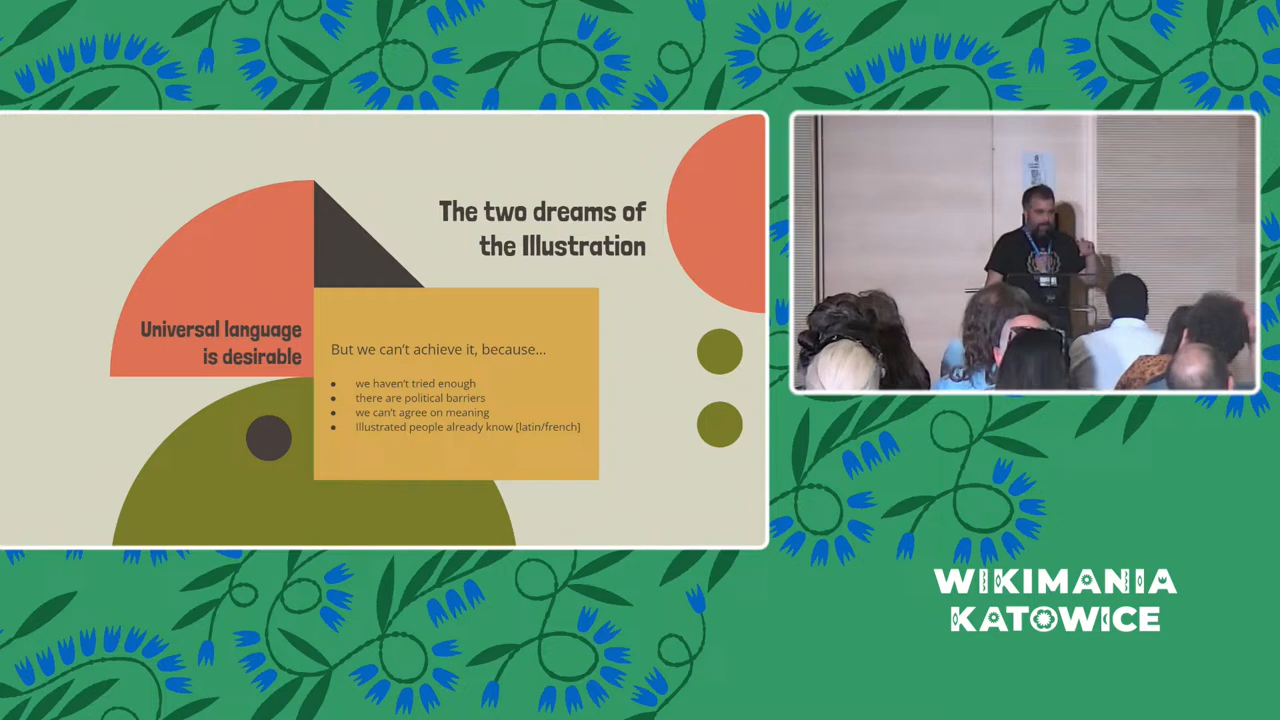 The two dreams of
the Illustration
Universal language
is desirable
But we can't achieve it, because...
● we haven't tried enough
● there are political barriers
● we can't agree on meaning
● Illustrated people already know [latin/french]
WIKIMANIA
KATOWICE